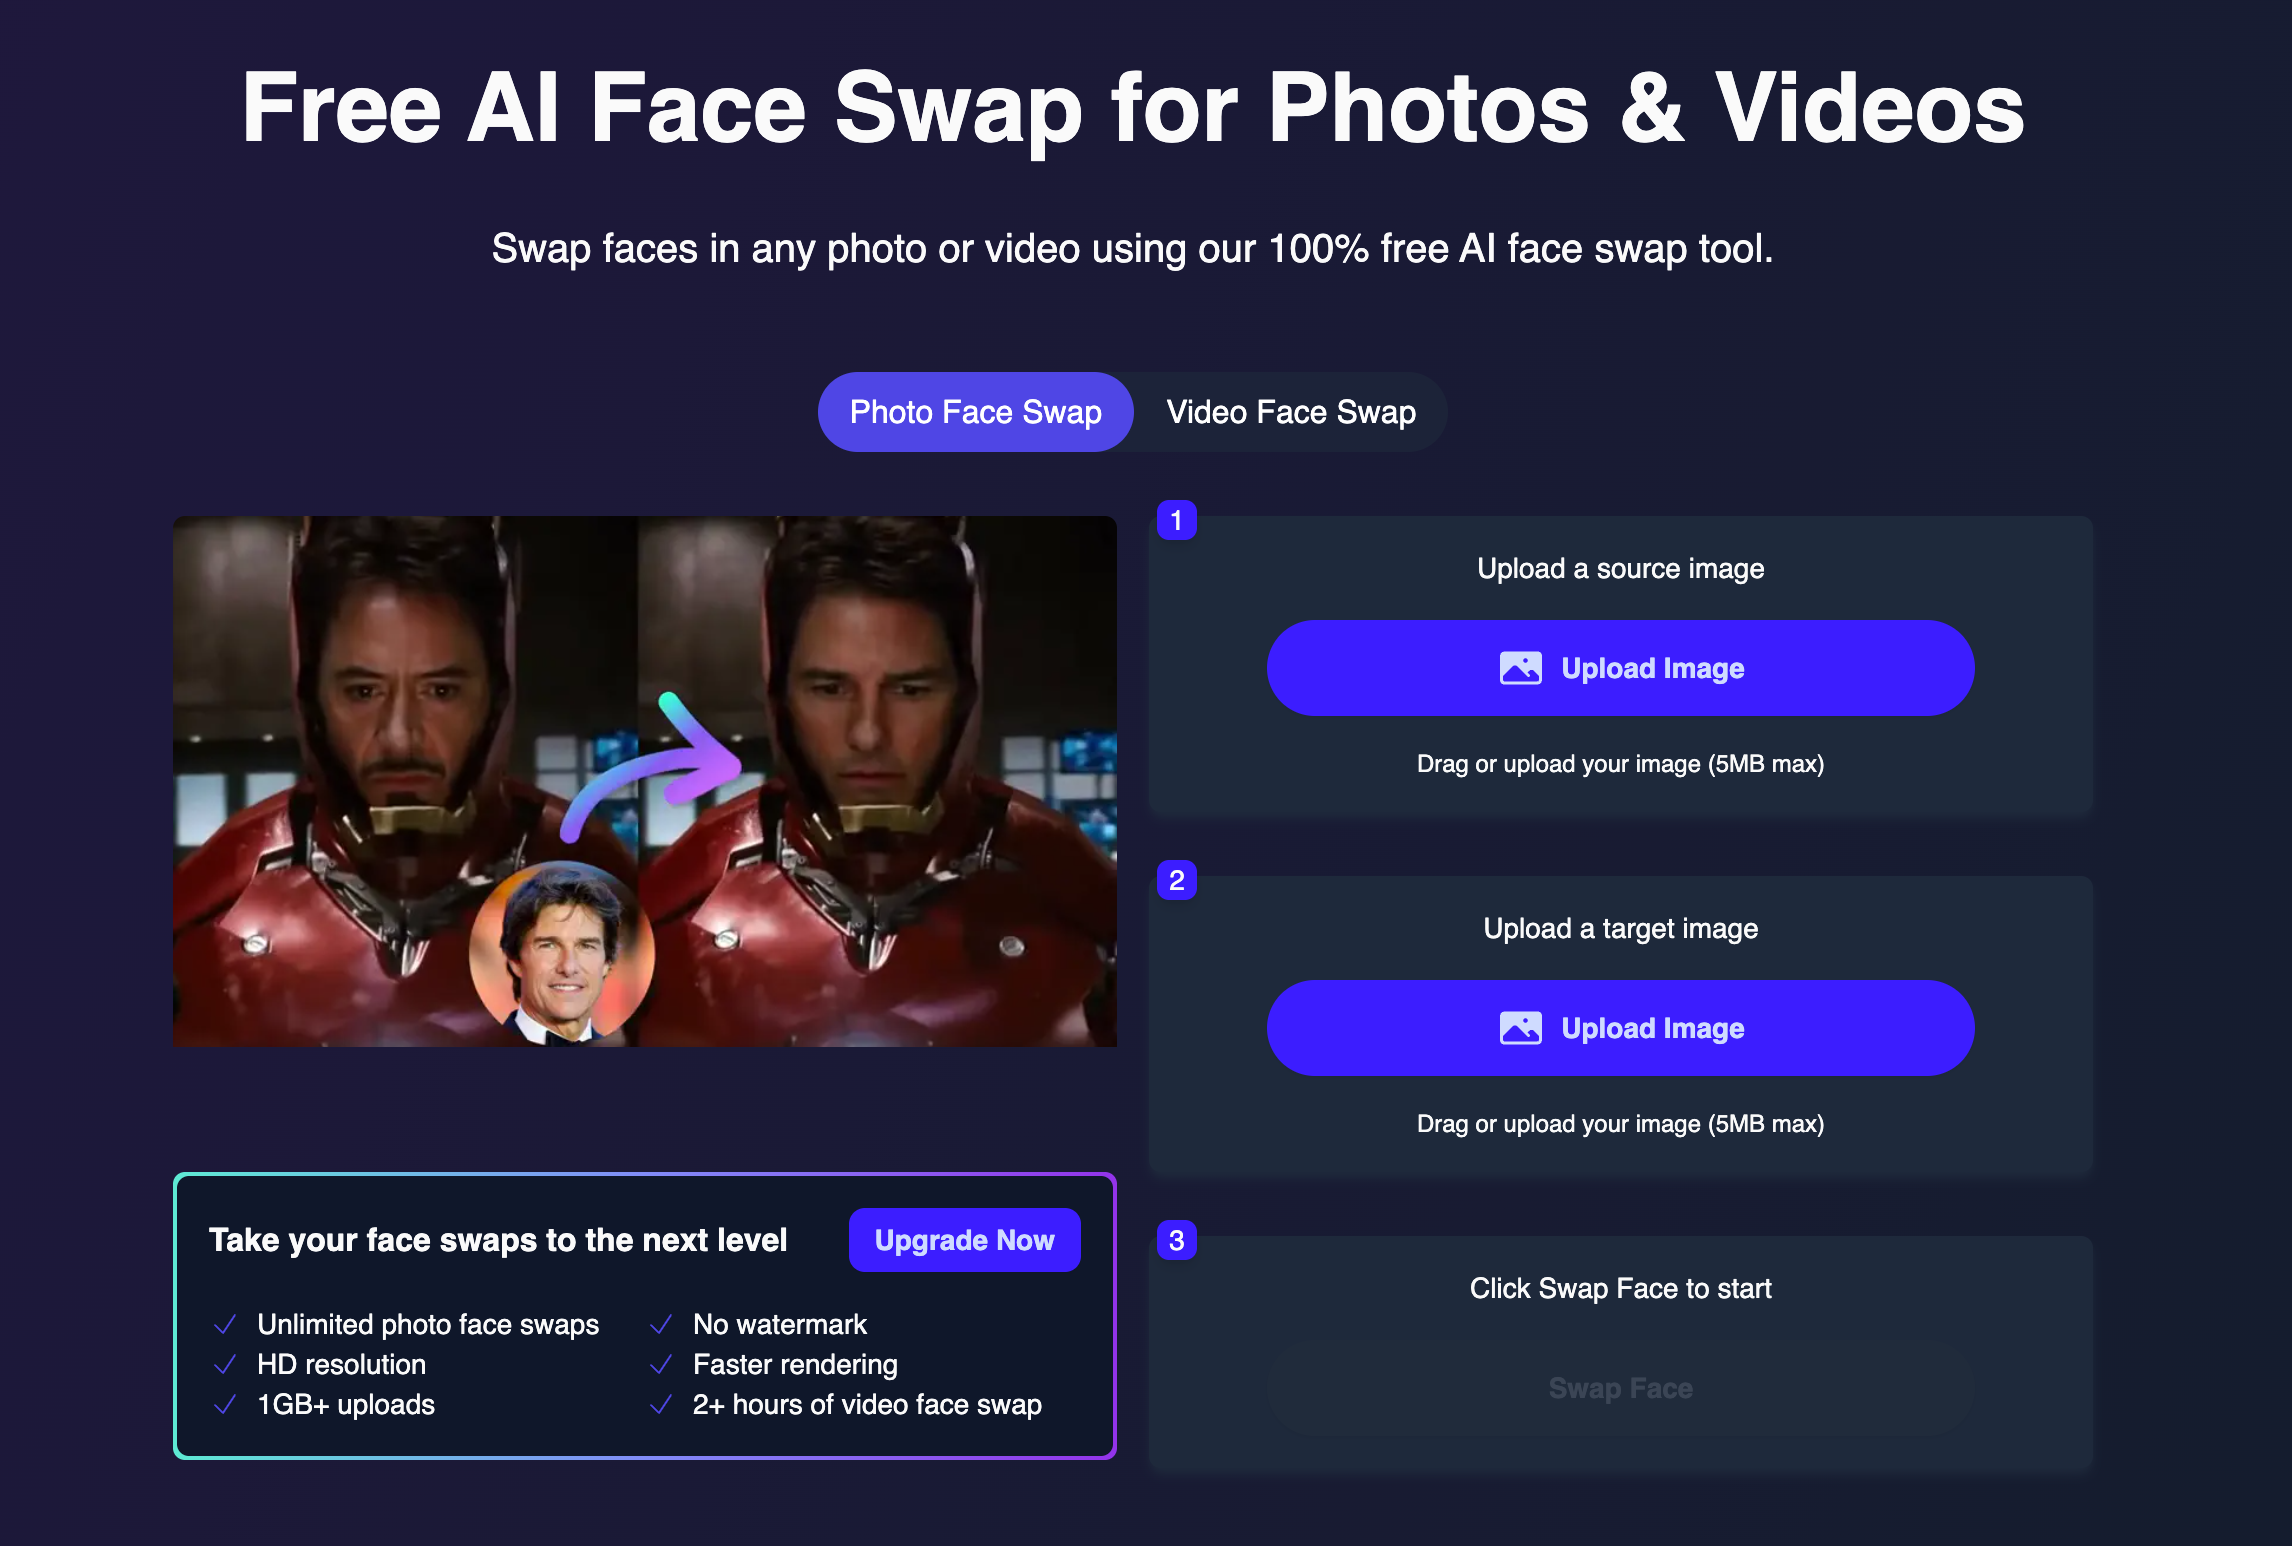 Free AI Face Swap for Photos & Videos
Swap faces in any photo or video using our 100% free AI face swap tool.
Photo Face Swap
Video Face Swap
1
Upload a source image
Upload Image
Drag or upload your image (5MB max)
2
Upload a target image
Upload Image
Drag or upload your image (5MB max)
3
Click Swap Face to start
Swap Face
Take your face swaps to the next level
Upgrade Now
Unlimited photo face swaps
HD resolution
1GB+ uploads
No watermark
Faster rendering
2+ hours of video face swap